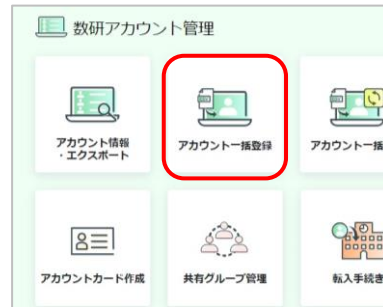 数研アカウント管理
アカウント情報
・エクスポート
アカウント一括登録
アカウント一括
アカウントカード作成
共有グループ管理
転入手続き